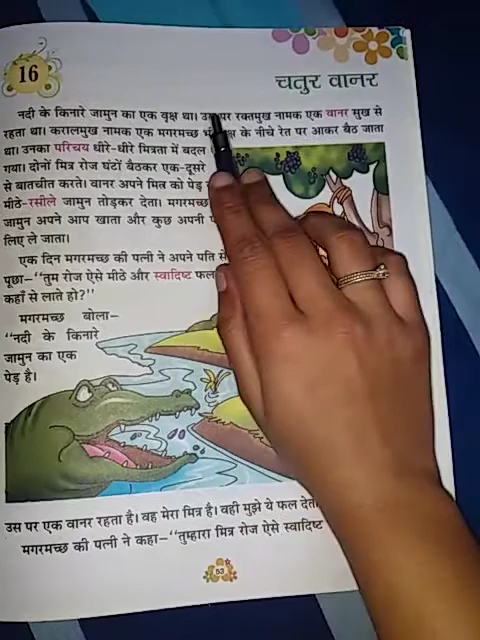 16
चतुर वानर
नदी के किनारे जामुन का एक वृक्ष था। उस पर रक्तमुख नामक एक वानर सुख से
रहता था। करालमुख नामक एक मगरमच्छ भी वृक्ष के नीचे रेत पर आकर बैठ जाता
था। उनका परिचय धीरे-धीरे मित्रता में बदल
गया। दोनों मित्र रोज घंटों बैठकर एक-दूसरे
से बातचीत करते। वानर अपने मित्र को पेड़
मीठे-रसीले जामुन तोड़कर देता। मगरमच्छ
जामुन अपने आप खाता और कुछ अपनी
लिए ले जाता।
एक दिन मगरमच्छ की पत्नी ने अपने पति से
पूछा–“तुम रोज ऐसे मीठे और स्वादिष्ट फल
कहाँ से लाते हो?”
मगरमच्छ बोला–
“नदी के किनारे
जामुन का एक
पेड़ है।
उस पर एक वानर रहता है। वह मेरा मित्र है। वही मुझे ये फल देता
मगरमच्छ की पत्नी ने कहा–“तुम्हारा मित्र रोज ऐसे स्वादिष्ट
53